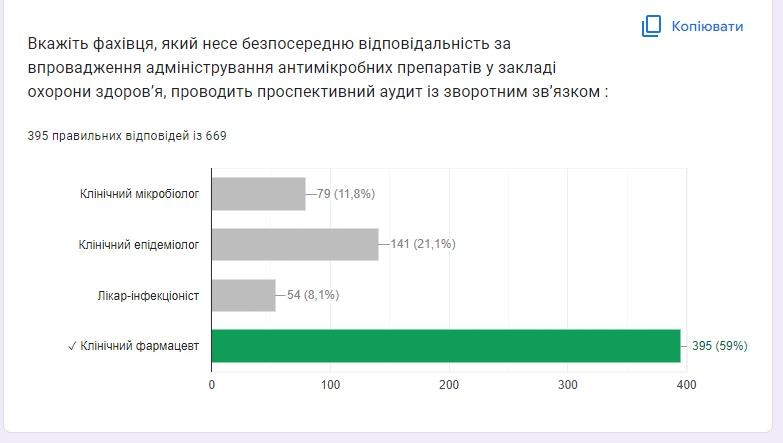 Копіювати
Вкажіть фахівця, який несе безпосередню відповідальність за
впровадження адміністрування антимікробних препаратів у закладі
охорони здоров’я, проводить проспективний аудит із зворотним зв’язком :
395 правильних відповідей із 669
Клінічний мікробіолог 79 (11,8%)
Клінічний епідеміолог 141 (21,1%)
Лікар-інфекціоніст 54 (8,1%)
✓ Клінічний фармацевт 395 (59%)
0 100 200 300 400